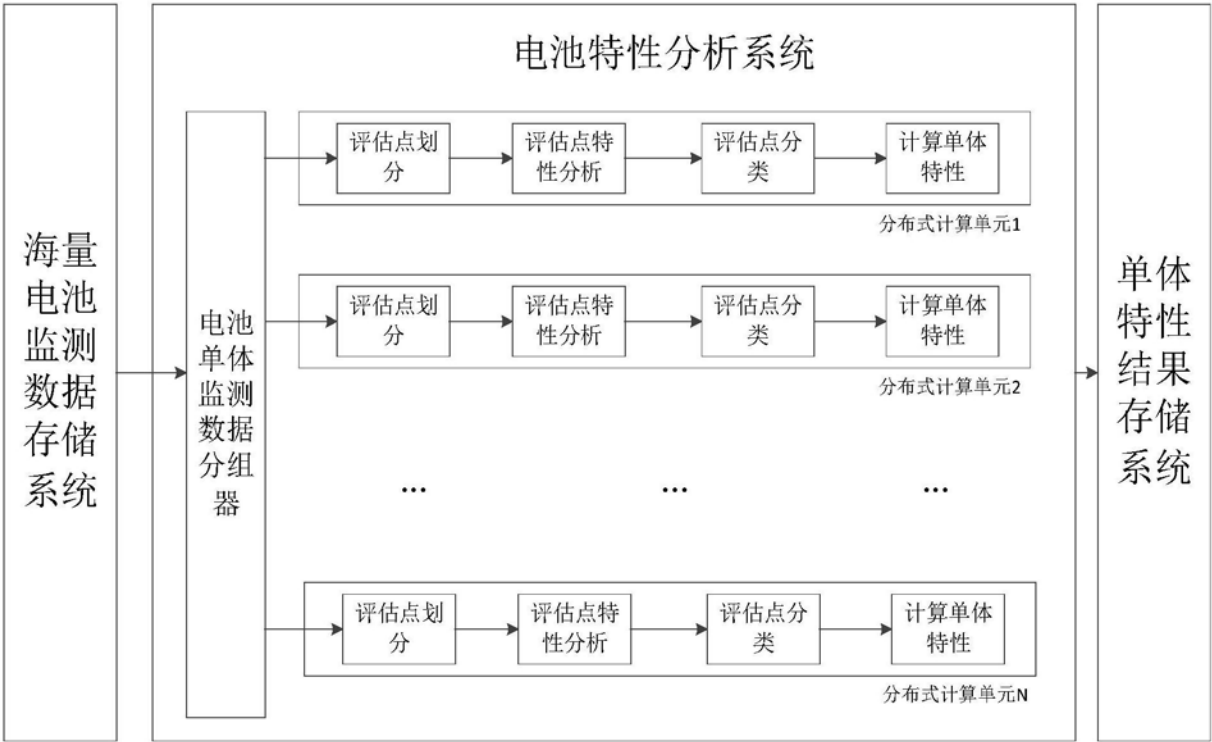 海量
电池
监测
数据
存储
系统
电池特性分析系统
电池
单体
监测
数据
分组
器
评估点划
分
评估点特
性分析
评估点分
类
计算单体
特性
分布式计算单元1
评估点划
分
评估点特
性分析
评估点分
类
计算单体
特性
分布式计算单元2
...
...
...
评估点划
分
评估点特
性分析
评估点分
类
计算单体
特性
分布式计算单元N
单体
特性
结果
存储
系统